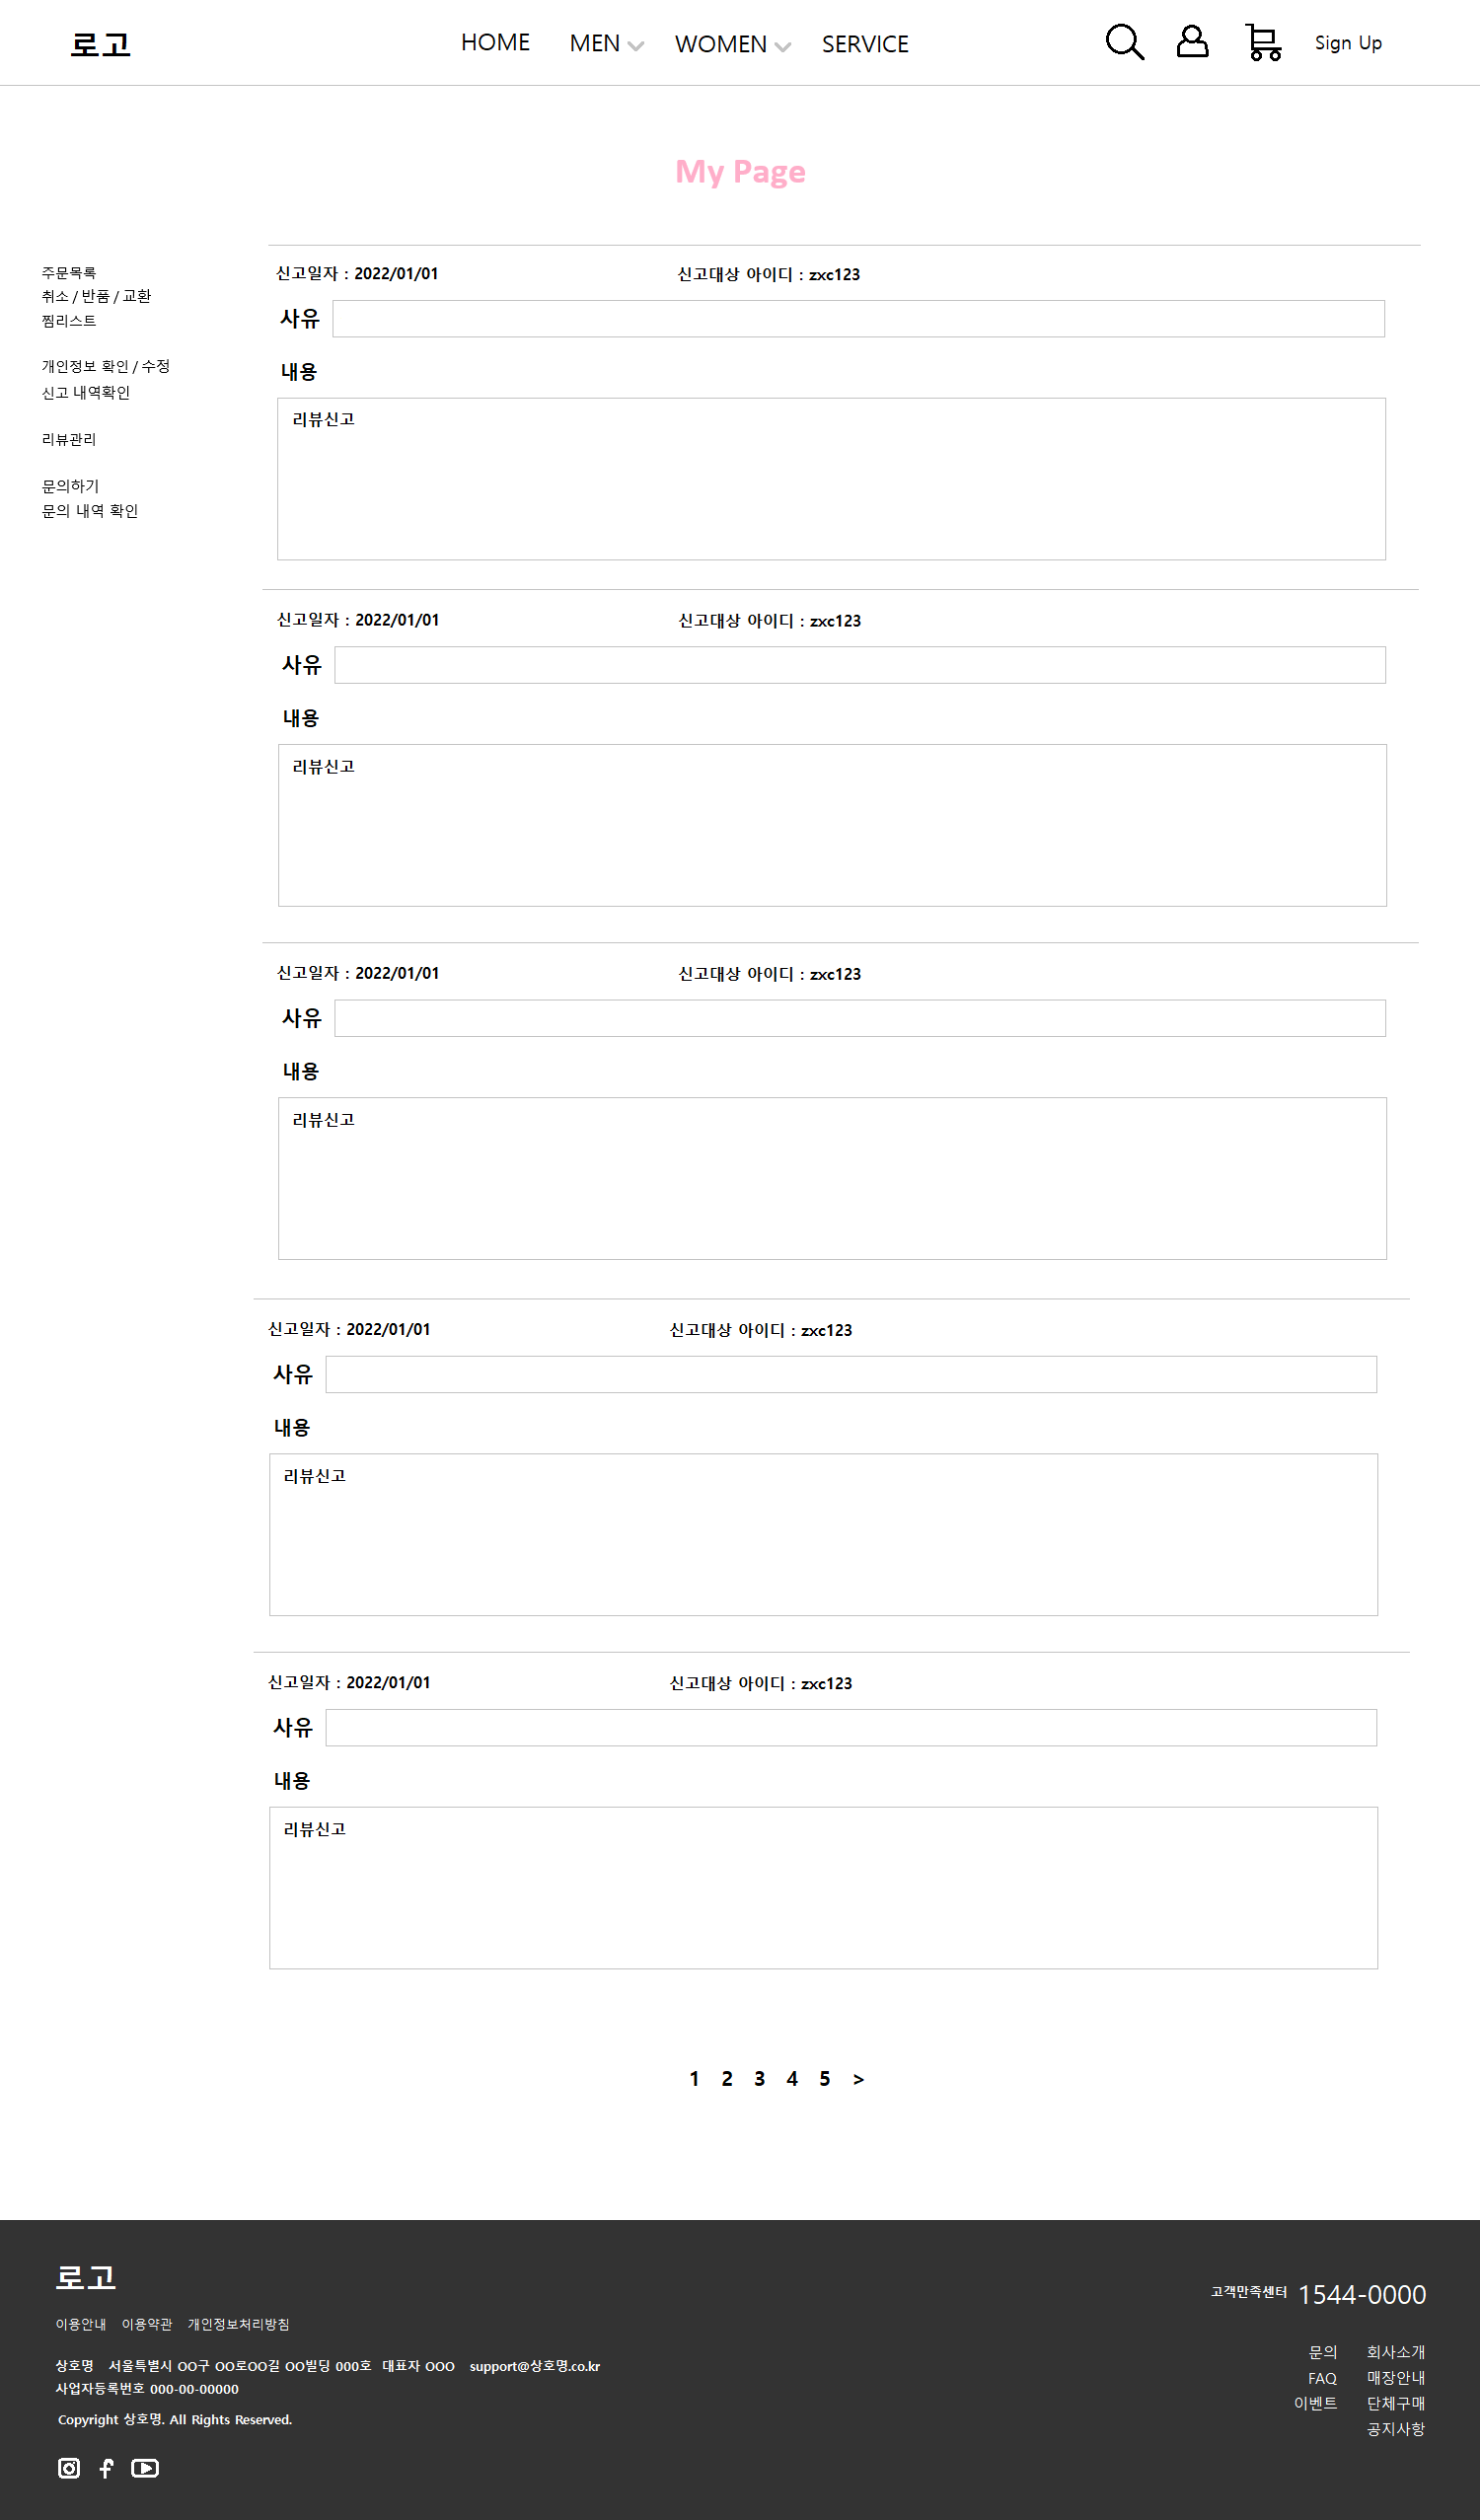 로고
HOME MEN WOMEN SERVICE
Sign Up
My Page
주문목록
취소 / 반품 / 교환
찜리스트
개인정보 확인 / 수정
신고 내역확인
리뷰관리
문의하기
문의 내역 확인
신고일자 : 2022/01/01 신고대상 아이디 : zxc123
사유
내용
리뷰신고
신고일자 : 2022/01/01 신고대상 아이디 : zxc123
사유
내용
리뷰신고
신고일자 : 2022/01/01 신고대상 아이디 : zxc123
사유
내용
리뷰신고
신고일자 : 2022/01/01 신고대상 아이디 : zxc123
사유
내용
리뷰신고
신고일자 : 2022/01/01 신고대상 아이디 : zxc123
사유
내용
리뷰신고
1 2 3 4 5 >
로고
이용안내 이용약관 개인정보처리방침
상호명 서울특별시 OO구 OO로OO길 OO빌딩 000호 대표자 OOO support@상호명.co.kr
사업자등록번호 000-00-00000
Copyright 상호명. All Rights Reserved.
고객만족센터 1544-0000
문의 회사소개
FAQ 매장안내
이벤트 단체구매
공지사항